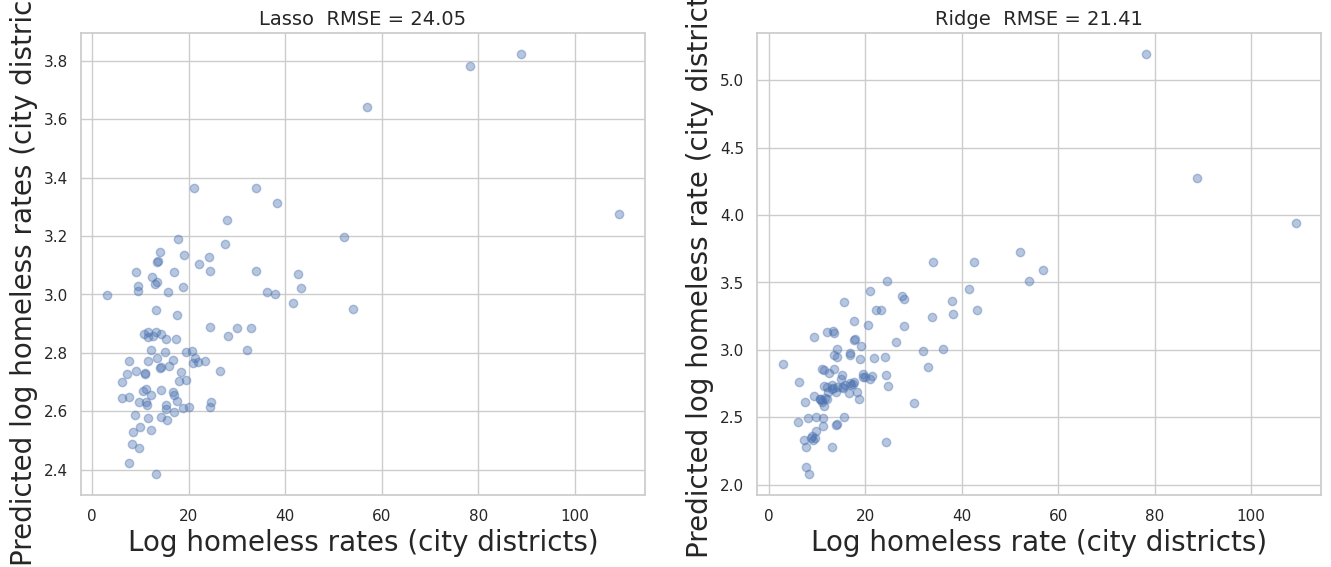 Lasso  RMSE = 24.05
Predicted log homeless rates (city distric
3.8
3.6
3.4
3.2
3.0
2.8
2.6
2.4
0 20 40 60 80 100
Log homeless rates (city districts)
Ridge  RMSE = 21.41
Predicted log homeless rate (city district
5.0
4.5
4.0
3.5
3.0
2.5
2.0
0 20 40 60 80 100
Log homeless rate (city districts)